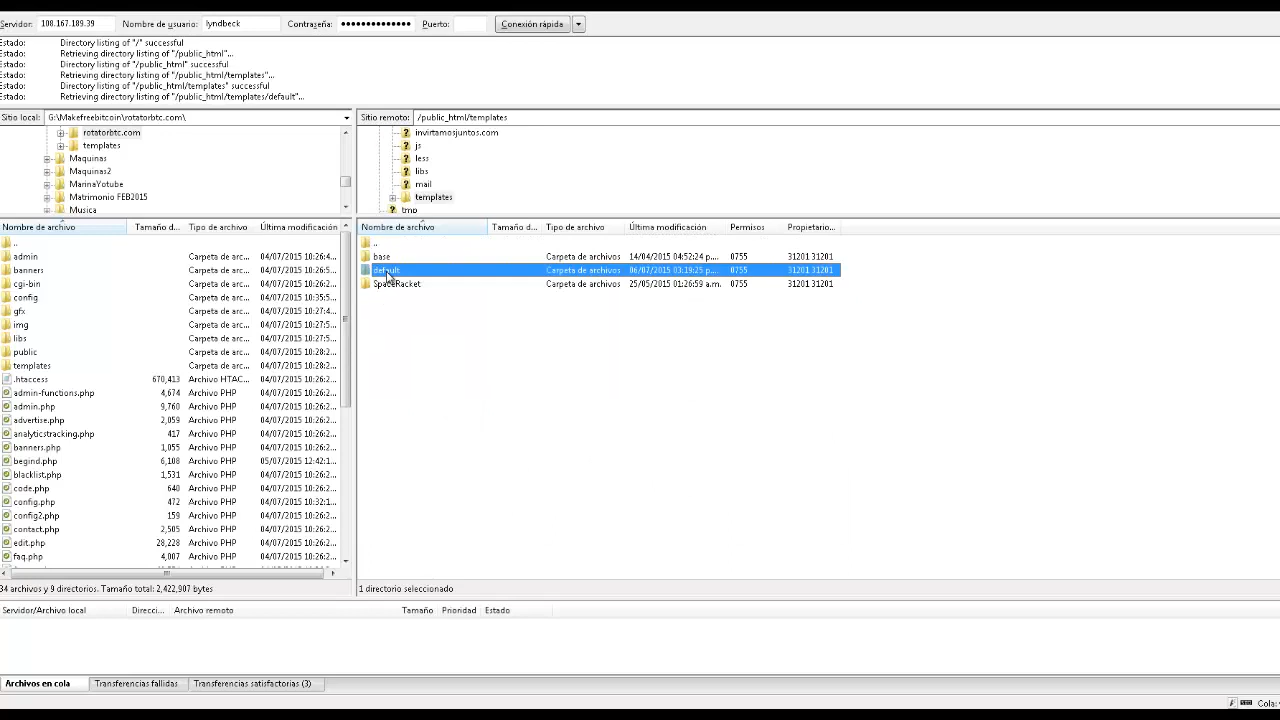 Servidor: 108.167.189.39 Nombre de usuario: lyndbeck Contraseña: ●●●●●●●●●●●●● Puerto: Conexión rápida
Estado: Directory listing of "/" successful
Estado: Retrieving directory listing of "/public_html"...
Estado: Directory listing of "/public_html" successful
Estado: Retrieving directory listing of "/public_html/templates"...
Estado: Directory listing of "/public_html/templates" successful
Estado: Retrieving directory listing of "/public_html/templates/default"...
Sitio local: G:\Makefreebitcoin\rotatorbtc.com\
rotatorbtc.com
templates
Maquinas
Maquinas2
MarinaYotube
Matrimonio FEB2015
Musica
Sitio remoto: /public_html/templates
invirtamosjuntos.com
js
less
libs
mail
templates
tmp
Nombre de archivo Tamaño d... Tipo de archivo Última modificación
..
admin Carpeta de arc... 04/07/2015 10:26:4...
banners Carpeta de arc... 04/07/2015 10:26:5...
cgi-bin Carpeta de arc... 04/07/2015 10:26:2...
config Carpeta de arc... 04/07/2015 10:35:5...
gfx Carpeta de arc... 04/07/2015 10:27:4...
img Carpeta de arc... 04/07/2015 10:27:5...
libs Carpeta de arc... 04/07/2015 10:27:5...
public Carpeta de arc... 04/07/2015 10:28:2...
templates Carpeta de arc... 04/07/2015 10:28:2...
.htaccess 670,413 Archivo HTAC... 04/07/2015 10:26:2...
admin-functions.php 4,674 Archivo PHP 04/07/2015 10:26:2...
admin.php 9,760 Archivo PHP 04/07/2015 10:26:2...
advertise.php 2,059 Archivo PHP 04/07/2015 10:26:2...
analyticstracking.php 417 Archivo PHP 04/07/2015 10:26:2...
banners.php 1,055 Archivo PHP 04/07/2015 10:26:2...
begind.php 6,108 Archivo PHP 05/07/2015 12:42:1...
blacklist.php 1,531 Archivo PHP 04/07/2015 10:26:2...
code.php 640 Archivo PHP 04/07/2015 10:26:2...
config.php 472 Archivo PHP 04/07/2015 10:32:1...
config2.php 159 Archivo PHP 04/07/2015 10:26:2...
contact.php 2,505 Archivo PHP 04/07/2015 10:26:2...
edit.php 28,228 Archivo PHP 04/07/2015 10:26:2...
faq.php 4,007 Archivo PHP 04/07/2015 10:26:2...
34 archivos y 9 directorios. Tamaño total: 2,422,907 bytes
Nombre de archivo Tamaño d... Tipo de archivo Última modificación Permisos Propietario...
..
base Carpeta de archivos 14/04/2015 04:52:24 p.... 0755 31201 31201
default Carpeta de archivos 06/07/2015 03:19:25 p.... 0755 31201 31201
SpaceRacket Carpeta de archivos 25/05/2015 01:26:59 a.m. 0755 31201 31201
1 directorio seleccionado
Servidor/Archivo local Direcci... Archivo remoto Tamaño Prioridad Estado
Archivos en cola Transferencias fallidas Transferencias satisfactorias (3)
Cola: